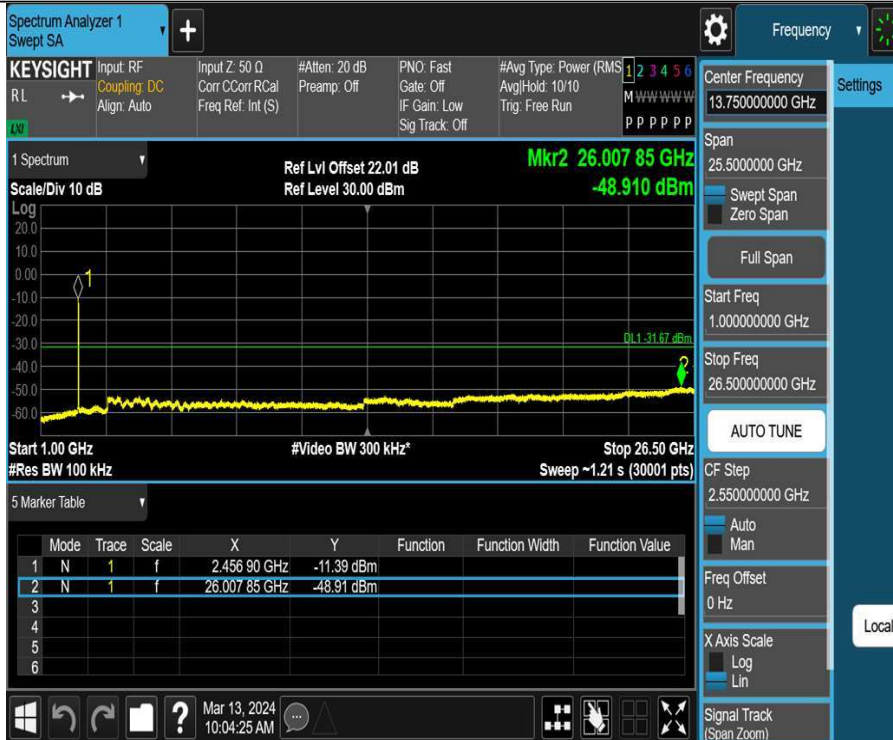 Spectrum Analyzer 1
Swept SA
+
Frequency
KEYSIGHT
R L
LXI
Input: RF
Coupling: DC
Align: Auto
Input Z: 50 Ω
Corr CCorr RCal
Freq Ref: Int (S)
#Atten: 20 dB
Preamp: Off
PNO: Fast
Gate: Off
IF Gain: Low
Sig Track: Off
#Avg Type: Power (RMS
Avg|Hold: 10/10
Trig: Free Run
1 2 3 4 5 6
M W W W W W
P P P P P P
1 Spectrum
Scale/Div 10 dB
Ref Lvl Offset 22.01 dB
Ref Level 30.00 dBm
Mkr2 26.007 85 GHz
-48.910 dBm
Log
20.0
10.0
0.00
-10.0
-20.0
-30.0
-40.0
-50.0
-60.0
1
DL1 -31.67 dBm
2
Start 1.00 GHz
#Res BW 100 kHz
#Video BW 300 kHz*
Stop 26.50 GHz
Sweep ~1.21 s (30001 pts)
5 Marker Table
Mode Trace Scale X Y Function Function Width Function Value
1 N 1 f 2.456 90 GHz -11.39 dBm
2 N 1 f 26.007 85 GHz -48.91 dBm
3
4
5
6
?
Mar 13, 2024
10:04:25 AM
Center Frequency
13.750000000 GHz
Settings
Span
25.5000000 GHz
Swept Span
Zero Span
Full Span
Start Freq
1.000000000 GHz
Stop Freq
26.500000000 GHz
AUTO TUNE
CF Step
2.550000000 GHz
Auto
Man
Freq Offset
0 Hz
Local
X Axis Scale
Log
Lin
Signal Track
(Span Zoom)